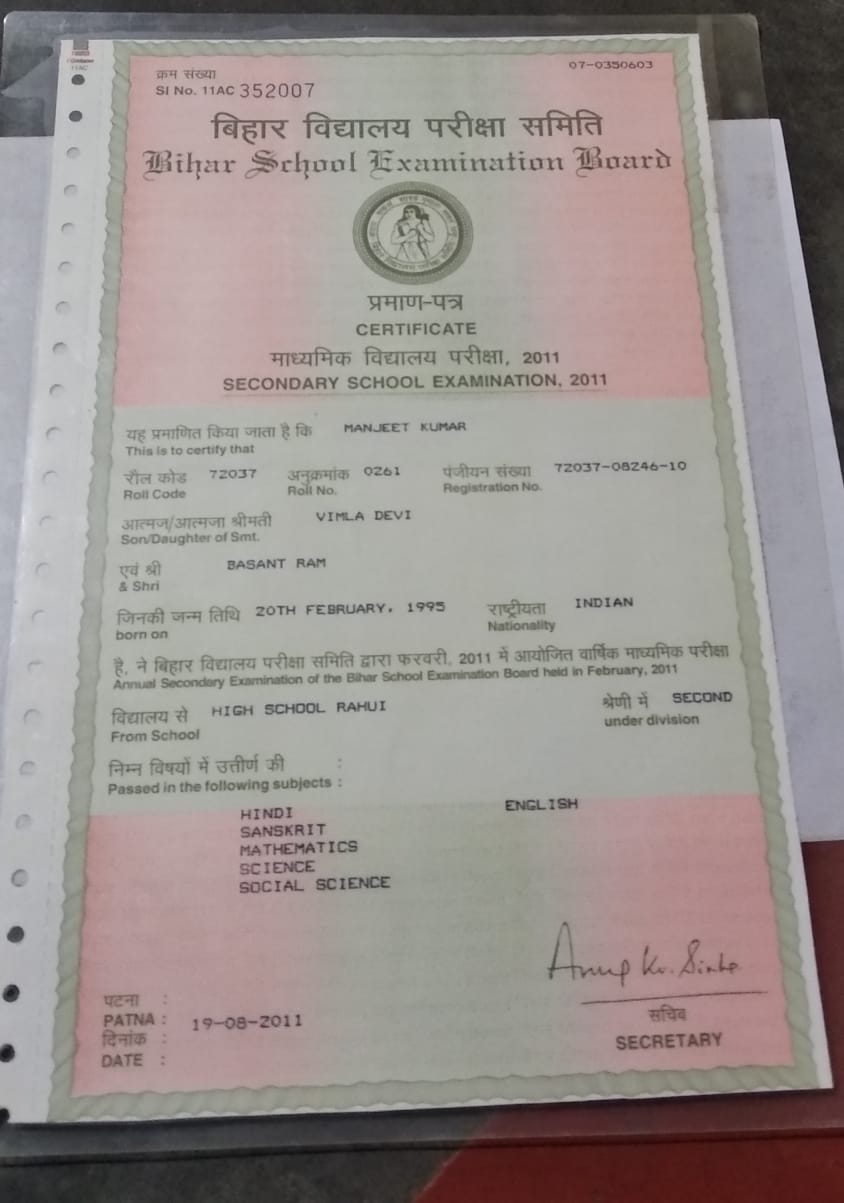 07-0350603
क्रम संख्या
SI No. 11AC 352007
बिहार विद्यालय परीक्षा समिति
Bihar School Examination Board
प्रमाण-पत्र
CERTIFICATE
माध्यमिक विद्यालय परीक्षा, 2011
SECONDARY SCHOOL EXAMINATION, 2011
यह प्रमाणित किया जाता है कि MANJEET KUMAR
This is to certify that
रौल कोड 72037 अनुक्रमांक 0261 पंजीयन संख्या 72037-08246-10
Roll Code Roll No. Registration No.
आत्मज/आत्मजा श्रीमती VIMLA DEVI
Son/Daughter of Smt.
एवं श्री BASANT RAM
& Shri
जिनकी जन्म तिथि 20TH FEBRUARY, 1995 राष्ट्रीयता INDIAN
born on Nationality
है, ने बिहार विद्यालय परीक्षा समिति द्वारा फरवरी, 2011 में आयोजित वार्षिक माध्यमिक परीक्षा
Annual Secondary Examination of the Bihar School Examination Board held in February, 2011
विद्यालय से HIGH SCHOOL RAHUI श्रेणी में SECOND
From School under division
निम्न विषयों में उत्तीर्ण की :
Passed in the following subjects :
HINDI ENGLISH
SANSKRIT
MATHEMATICS
SCIENCE
SOCIAL SCIENCE
Anup Kr. Sinha
पटना : सचिव
PATNA : 19-08-2011
दिनांक : SECRETARY
DATE :